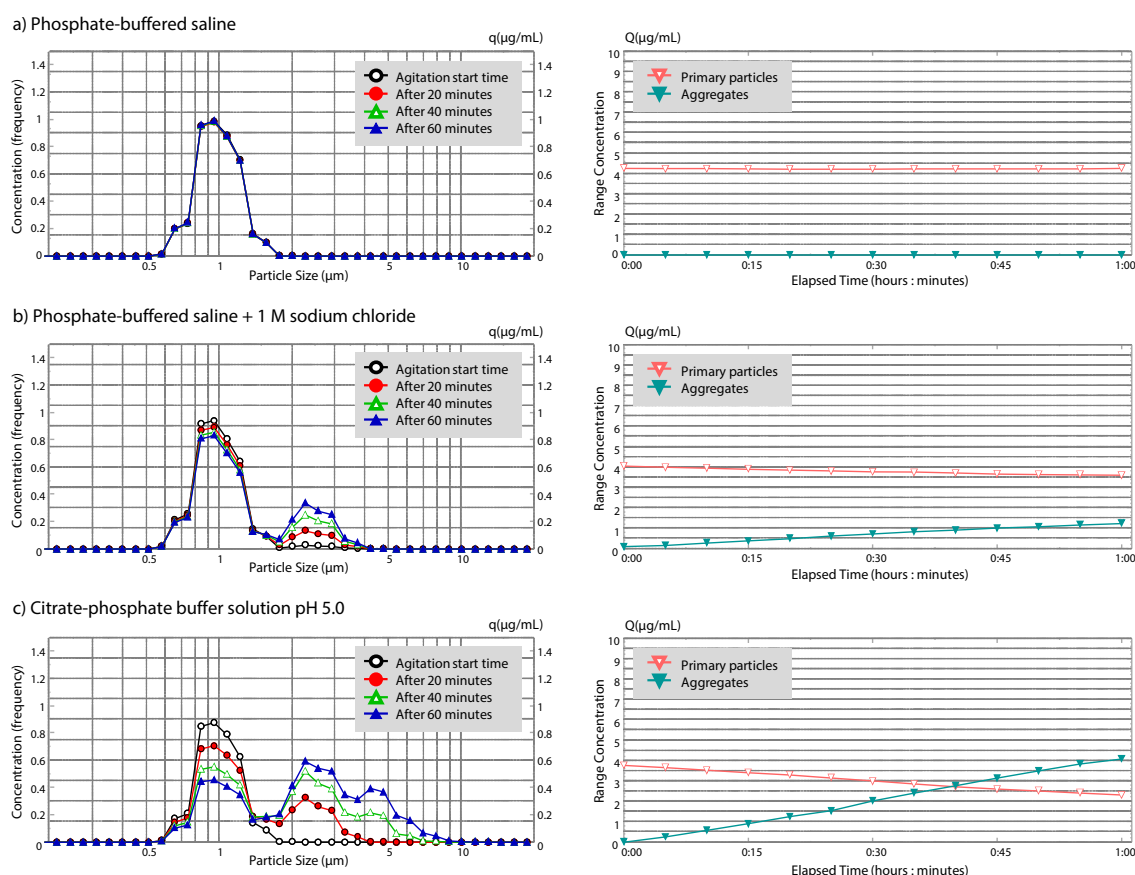 a) Phosphate-buffered saline
q(µg/mL)
Q(µg/mL)
Concentration (frequency)
1.4
1.2
1
0.8
0.6
0.4
0.2
0
1.4
1.2
1
0.8
0.6
0.4
0.2
0
Agitation start time
After 20 minutes
After 40 minutes
After 60 minutes
0.5
1
5
10
Particle Size (µm)
Range Concentration
10
9
8
7
6
5
4
3
2
1
0
Primary particles
Aggregates
0:00
0:15
0:30
0:45
1:00
Elapsed Time (hours : minutes)
b) Phosphate-buffered saline + 1 M sodium chloride
q(µg/mL)
Q(µg/mL)
Concentration (frequency)
1.4
1.2
1
0.8
0.6
0.4
0.2
0
1.4
1.2
1
0.8
0.6
0.4
0.2
0
Agitation start time
After 20 minutes
After 40 minutes
After 60 minutes
0.5
1
5
10
Particle Size (µm)
Range Concentration
10
9
8
7
6
5
4
3
2
1
0
Primary particles
Aggregates
0:00
0:15
0:30
0:45
1:00
Elapsed Time (hours : minutes)
c) Citrate-phosphate buffer solution pH 5.0
q(µg/mL)
Q(µg/mL)
Concentration (frequency)
1.4
1.2
1
0.8
0.6
0.4
0.2
0
1.4
1.2
1
0.8
0.6
0.4
0.2
0
Agitation start time
After 20 minutes
After 40 minutes
After 60 minutes
0.5
1
5
10
Particle Size (µm)
Range Concentration
10
9
8
7
6
5
4
3
2
1
0
Primary particles
Aggregates
0:00
0:15
0:30
0:45
1:00
Elapsed Time (hours : minutes)